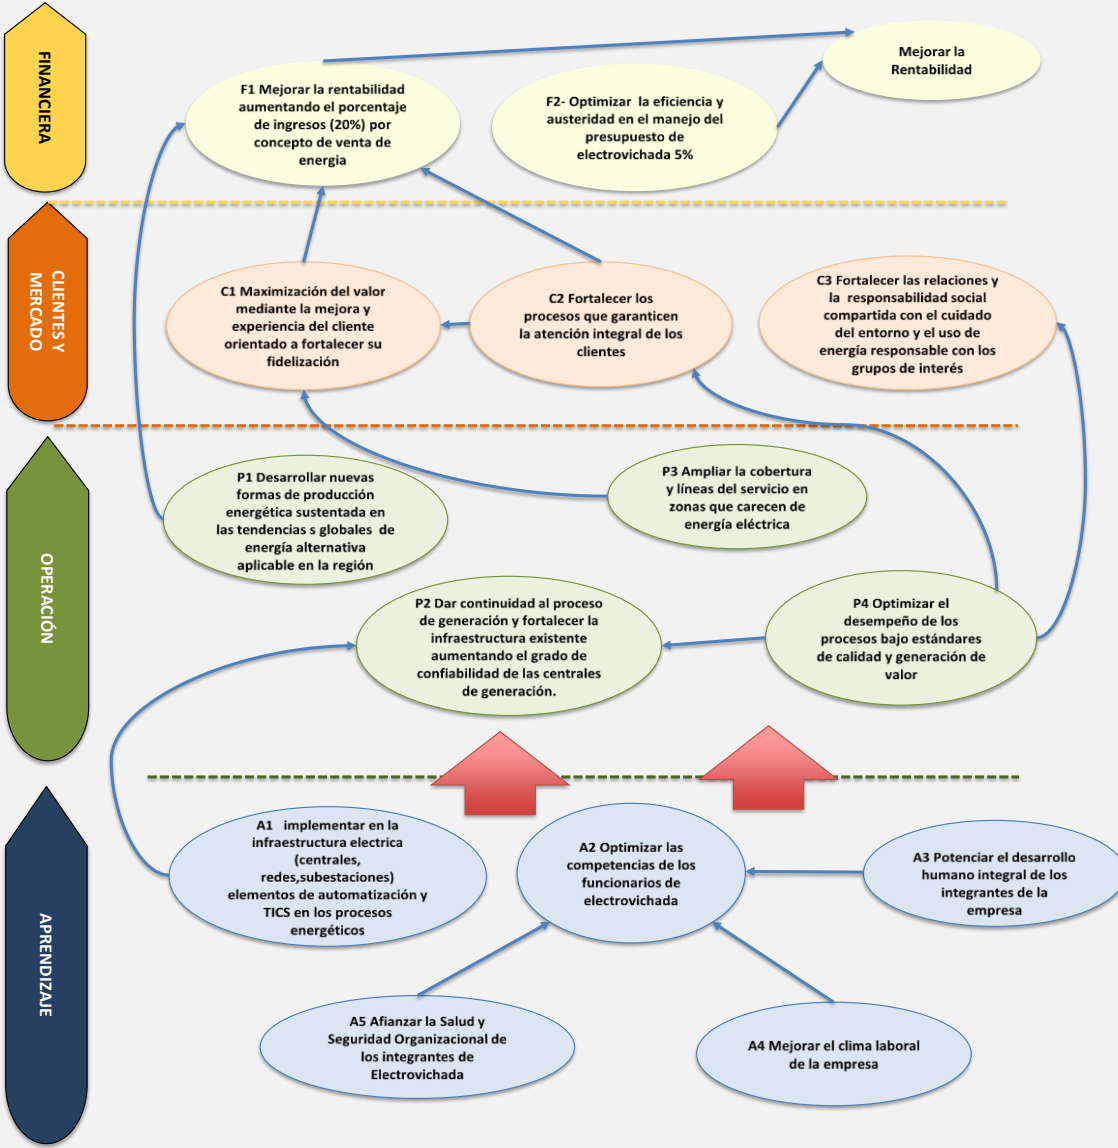 FINANCIERA
F1 Mejorar la rentabilidad
aumentando el porcentaje
de ingresos (20%) por
concepto de venta de
energia
F2- Optimizar la eficiencia y
austeridad en el manejo del
presupuesto de
electrovichada 5%
Mejorar la
Rentabilidad
CLIENTES Y
MERCADO
C1 Maximización del valor
mediante la mejora y
experiencia del cliente
orientado a fortalecer su
fidelización
C2 Fortalecer los
procesos que garanticen
la atención integral de los
clientes
C3 Fortalecer las relaciones y
la responsabilidad social
compartida con el cuidado
del entorno y el uso de
energía responsable con los
grupos de interés
OPERACIÓN
P1 Desarrollar nuevas
formas de producción
energética sustentada en
las tendencias s globales de
energía alternativa
aplicable en la región
P3 Ampliar la cobertura
y líneas del servicio en
zonas que carecen de
energía eléctrica
P2 Dar continuidad al proceso
de generación y fortalecer la
infraestructura existente
aumentando el grado de
confiabilidad de las centrales
de generación.
P4 Optimizar el
desempeño de los
procesos bajo estándares
de calidad y generación de
valor
APRENDIZAJE
A1 implementar en la
infraestructura electrica
(centrales,
redes,subestaciones)
elementos de automatización y
TICS en los procesos
energéticos
A2 Optimizar las
competencias de los
funcionarios de
electrovichada
A3 Potenciar el desarrollo
humano integral de los
integrantes de la
empresa
A5 Afianzar la Salud y
Seguridad Organizacional de
los integrantes de
Electrovichada
A4 Mejorar el clima laboral
de la empresa